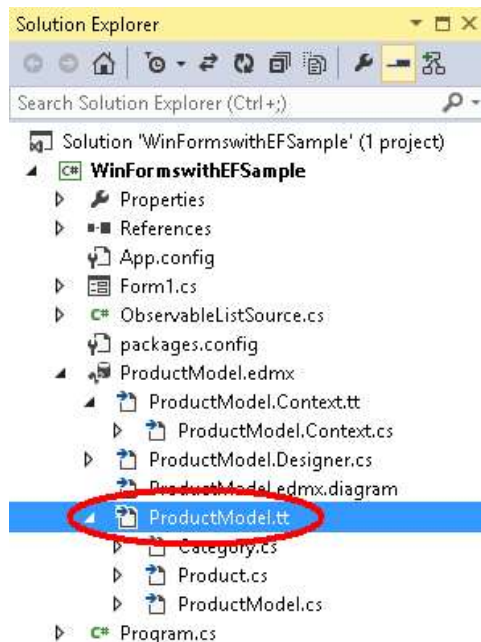 Solution Explorer
Search Solution Explorer (Ctrl+;)
Solution 'WinFormswithEFSample' (1 project)
C# WinFormswithEFSample
Properties
References
App.config
Form1.cs
C# ObservableListSource.cs
packages.config
ProductModel.edmx
ProductModel.Context.tt
ProductModel.Context.cs
ProductModel.Designer.cs
ProductModel.edmx.diagram
ProductModel.tt
Category.cs
Product.cs
ProductModel.cs
C# Program.cs